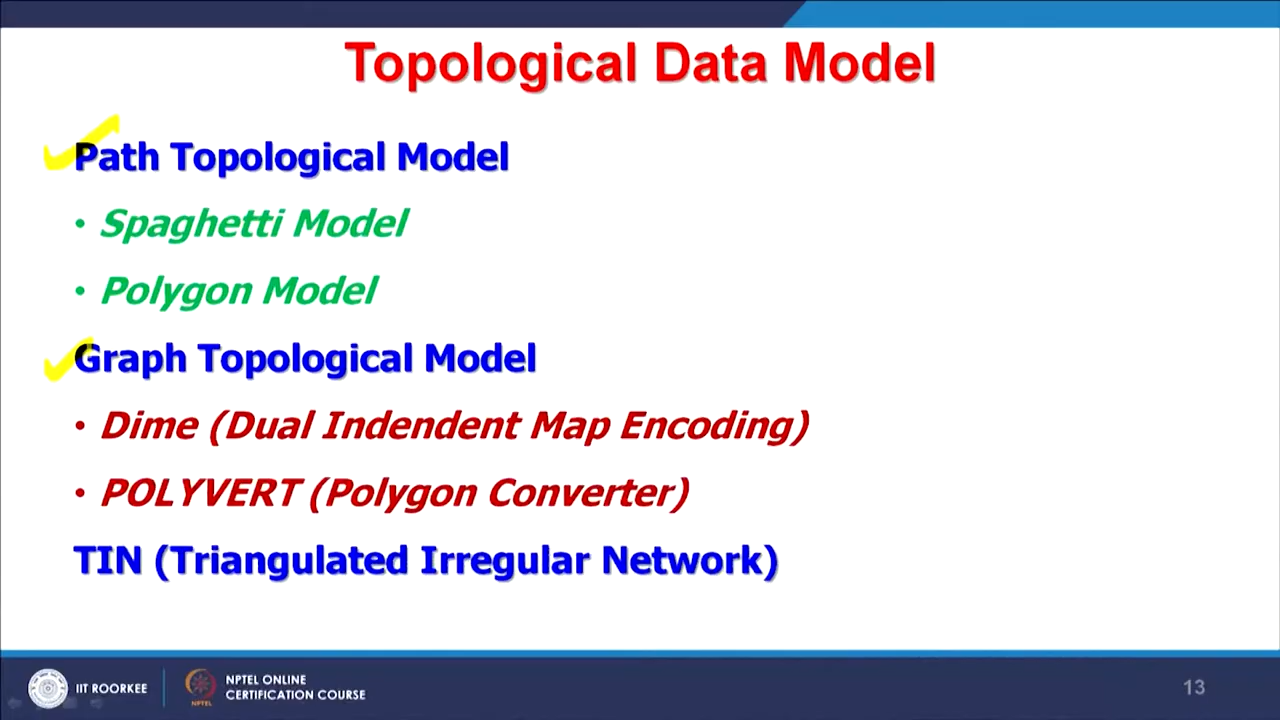 Topological Data Model
Path Topological Model
• Spaghetti Model
• Polygon Model
Graph Topological Model
• Dime (Dual Indendent Map Encoding)
• POLYVERT (Polygon Converter)
TIN (Triangulated Irregular Network)
IIT ROORKEE
NPTEL
NPTEL ONLINE
CERTIFICATION COURSE
13